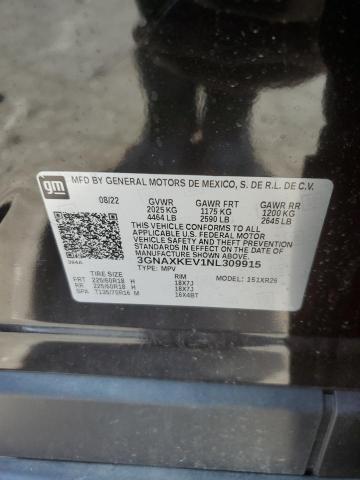 gm
MFD BY GENERAL MOTORS DE MEXICO, S. DE R.L. DE C.V.
08/22 GVWR GAWR FRT GAWR RR
2025 KG 1175 KG 1200 KG
4464 LB 2590 LB 2645 LB
THIS VEHICLE CONFORMS TO ALL
APPLICABLE U.S. FEDERAL MOTOR
VEHICLE SAFETY AND THEFT PREVENTION
STANDARDS IN EFFECT ON THE DATE OF
MANUFACTURE SHOWN ABOVE.
3GNAXKEV1NL309915
TYPE: MPV
MODEL: 1S1XR26
394A
TIRE SIZE RIM
FRT 225/60R18 H 18X7J
RR 225/60R18 H 18X7J
SPA T135/70R16 M 16X4BT